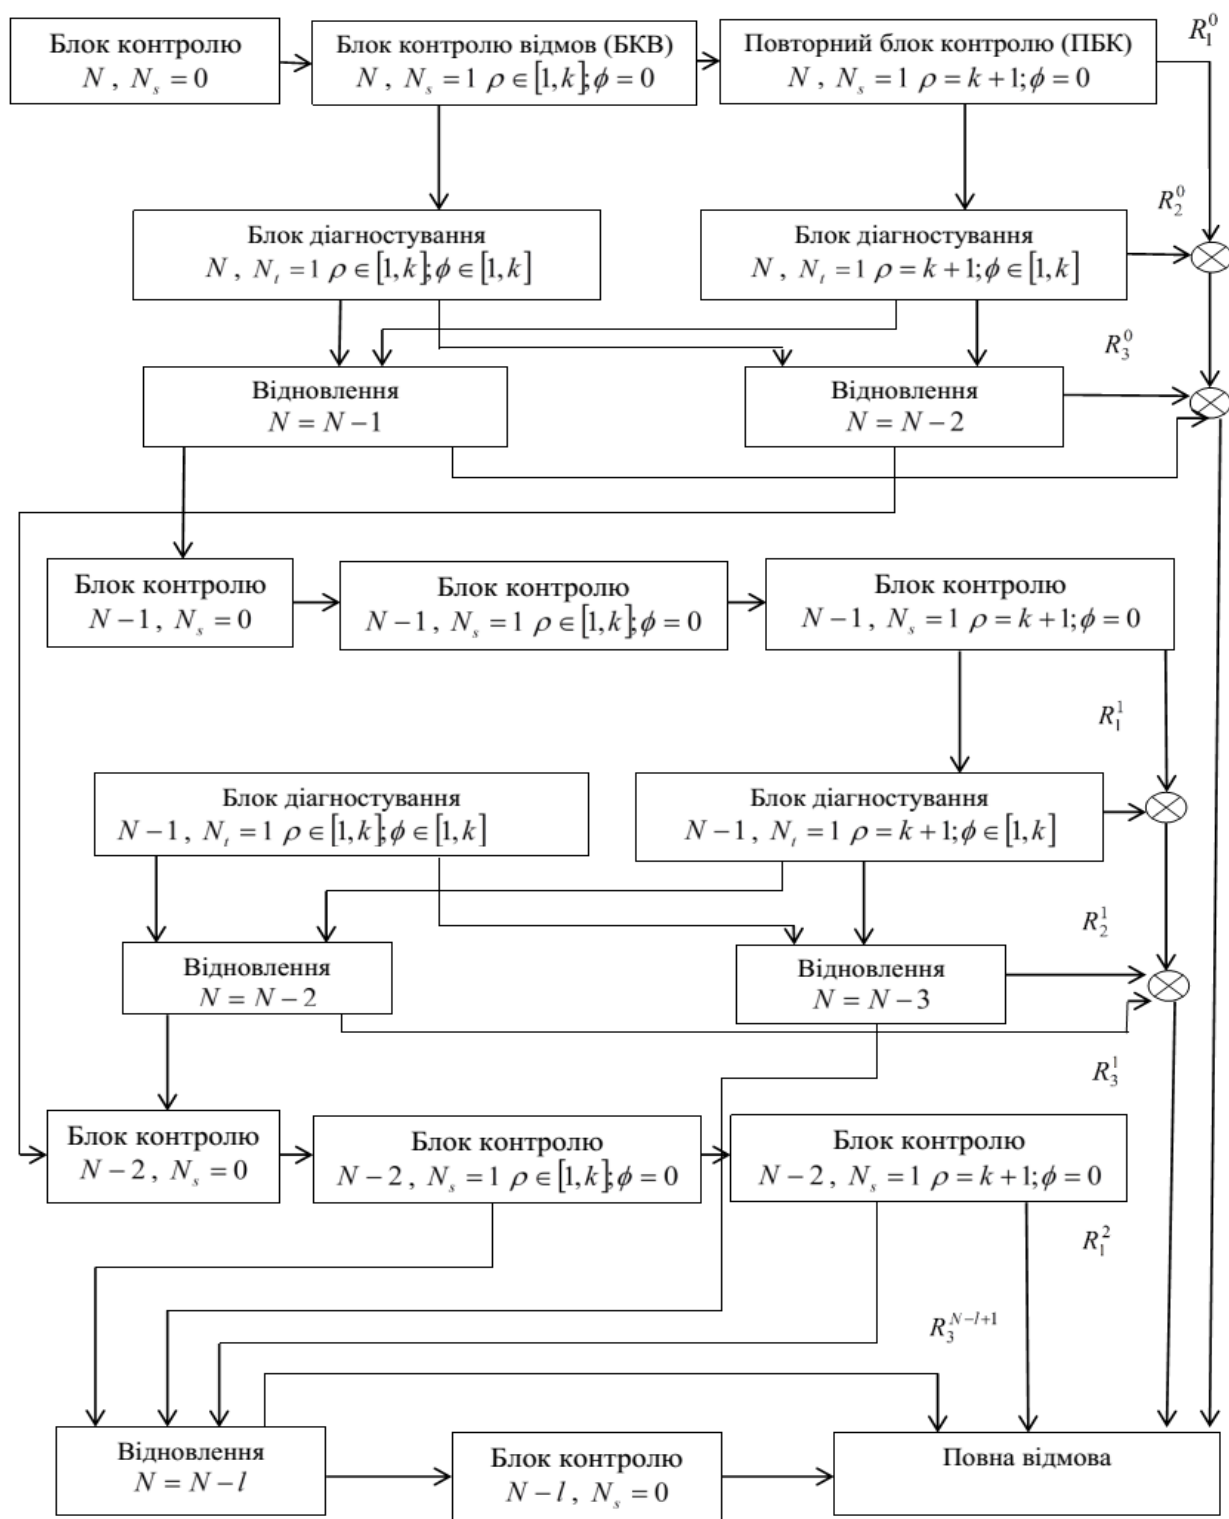 Блок контролю
N , N_s = 0
Блок контролю відмов (БКВ)
N , N_s = 1 ρ ∈ [1, k]; ϕ = 0
Повторний блок контролю (ПБК)
N , N_s = 1 ρ = k + 1; ϕ = 0
R_1^0
Блок діагностування
N , N_t = 1 ρ ∈ [1, k]; ϕ ∈ [1, k]
Блок діагностування
N , N_t = 1 ρ = k + 1; ϕ ∈ [1, k]
R_2^0
Відновлення
N = N − 1
Відновлення
N = N − 2
R_3^0
Блок контролю
N − 1 , N_s = 0
Блок контролю
N − 1 , N_s = 1 ρ ∈ [1, k]; ϕ = 0
Блок контролю
N − 1 , N_s = 1 ρ = k + 1; ϕ = 0
R_1^1
Блок діагностування
N − 1 , N_t = 1 ρ ∈ [1, k]; ϕ ∈ [1, k]
Блок діагностування
N − 1 , N_t = 1 ρ = k + 1; ϕ ∈ [1, k]
R_2^1
Відновлення
N = N − 2
Відновлення
N = N − 3
R_3^1
Блок контролю
N − 2 , N_s = 0
Блок контролю
N − 2 , N_s = 1 ρ ∈ [1, k]; ϕ = 0
Блок контролю
N − 2 , N_s = 1 ρ = k + 1; ϕ = 0
R_1^2
R_3^{N−l+1}
Відновлення
N = N − l
Блок контролю
N − l , N_s = 0
Повна відмова